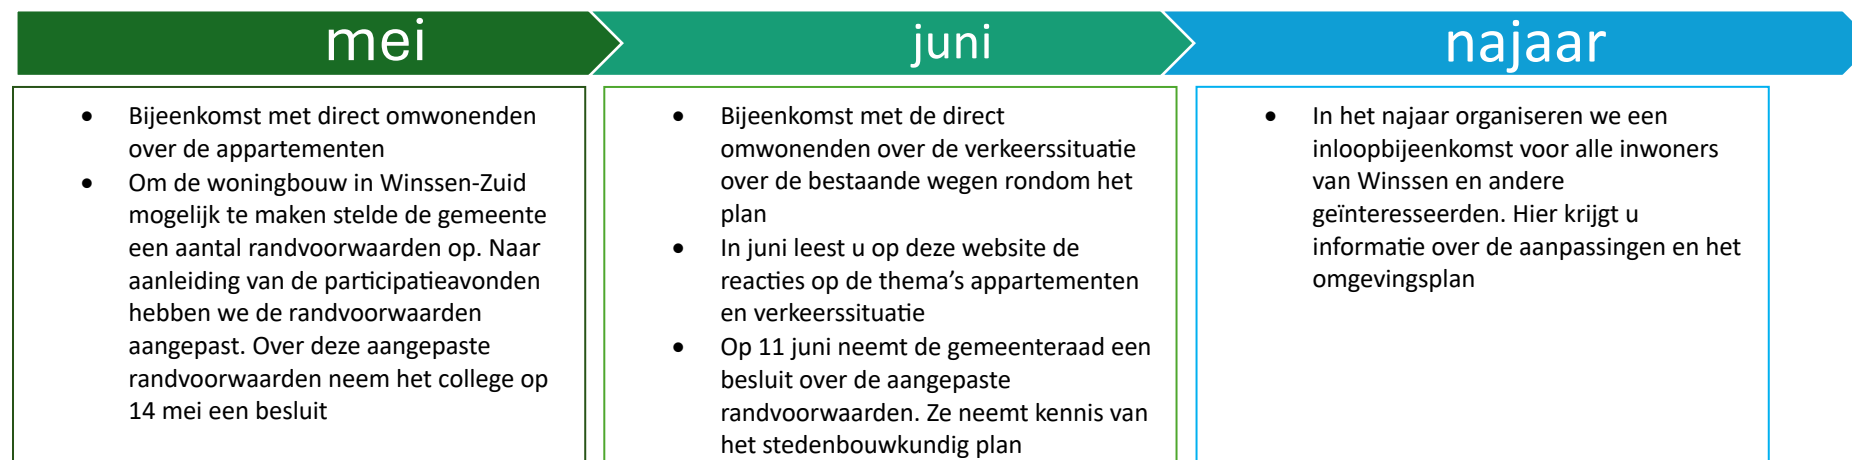 mei
juni
najaar
• Bijeenkomst met direct omwonenden
over de appartementen
• Om de woningbouw in Winssen-Zuid
mogelijk te maken stelde de gemeente
een aantal randvoorwaarden op. Naar
aanleiding van de participatieavonden
hebben we de randvoorwaarden
aangepast. Over deze aangepaste
randvoorwaarden neem het college op
14 mei een besluit
• Bijeenkomst met de direct
omwonenden over de verkeerssituatie
over de bestaande wegen rondom het
plan
• In juni leest u op deze website de
reacties op de thema’s appartementen
en verkeerssituatie
• Op 11 juni neemt de gemeenteraad een
besluit over de aangepaste
randvoorwaarden. Ze neemt kennis van
het stedenbouwkundig plan
• In het najaar organiseren we een
inloopbijeenkomst voor alle inwoners
van Winssen en andere
geïnteresseerden. Hier krijgt u
informatie over de aanpassingen en het
omgevingsplan